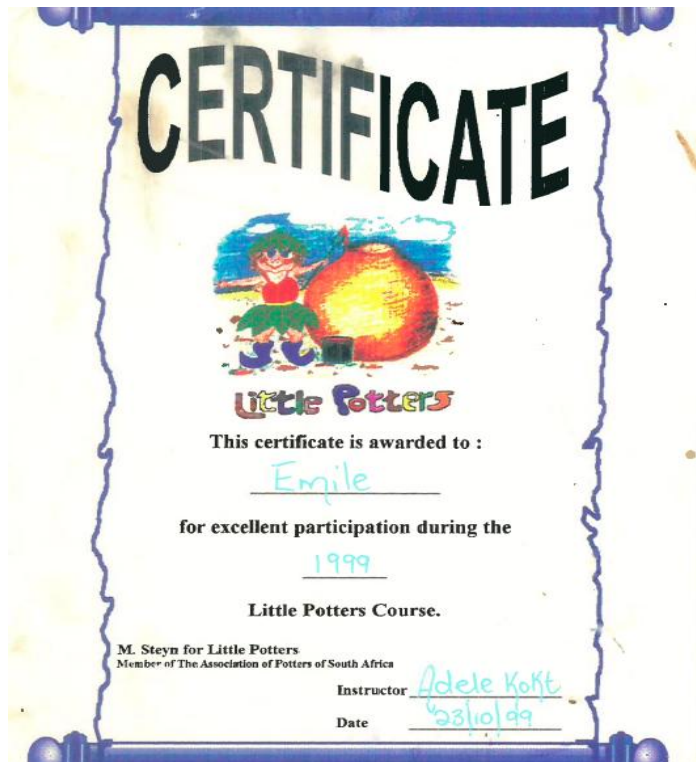 CERTIFICATE
Little Potters
This certificate is awarded to :
Emile
for excellent participation during the
1999
Little Potters Course.
M. Steyn for Little Potters
Member of The Association of Potters of South Africa
Instructor Adele Kokt
Date 23/10/99